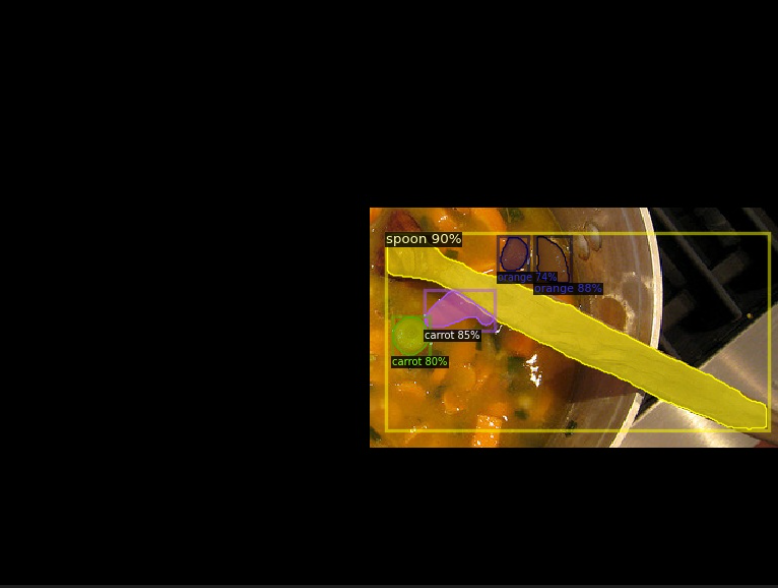 spoon 90%
orange 74%
orange 88%
carrot 85%
carrot 80%